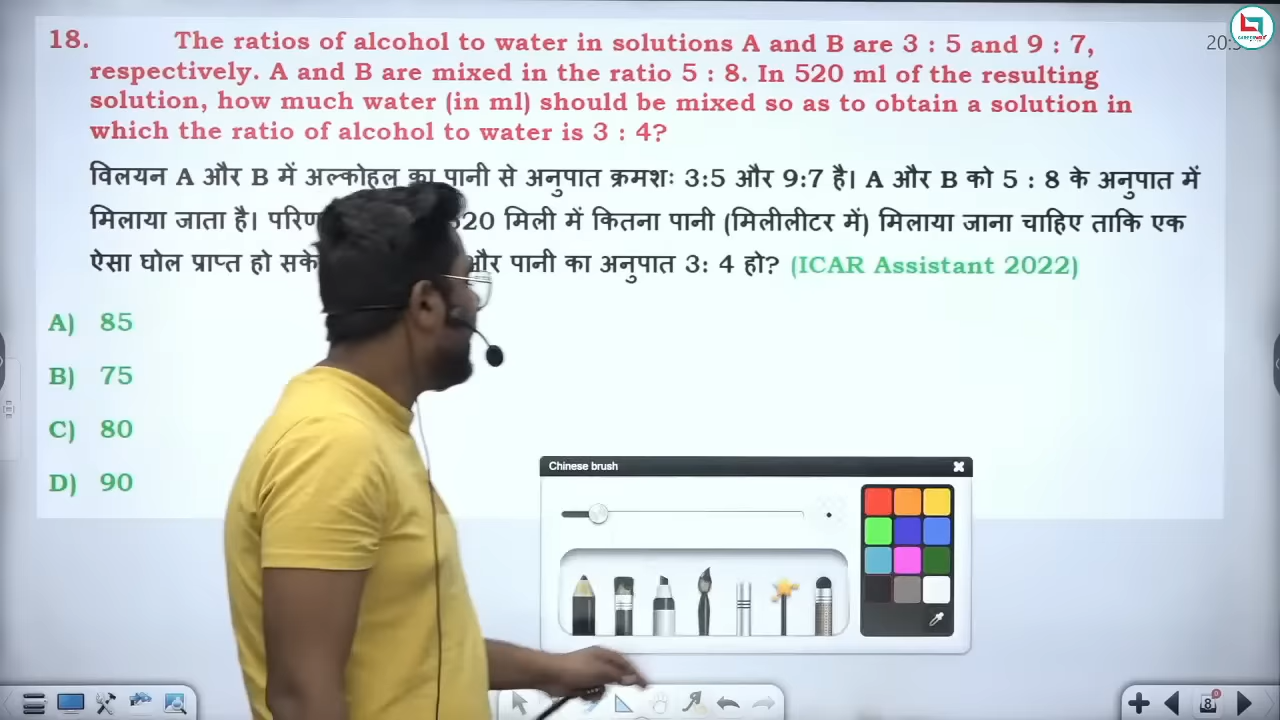 18. The ratios of alcohol to water in solutions A and B are 3 : 5 and 9 : 7,
respectively. A and B are mixed in the ratio 5 : 8. In 520 ml of the resulting
solution, how much water (in ml) should be mixed so as to obtain a solution in
which the ratio of alcohol to water is 3 : 4?
विलयन A और B में अल्कोहल का पानी से अनुपात क्रमशः 3:5 और 9:7 है। A और B को 5 : 8 के अनुपात में
मिलाया जाता है। 520 मिली में कितना पानी (मिलीलीटर में) मिलाया जाना चाहिए ताकि एक
ऐसा घोल प्राप्त हो सके और पानी का अनुपात 3: 4 हो? (ICAR Assistant 2022)
A) 85
B) 75
C) 80
D) 90
Chinese brush
8